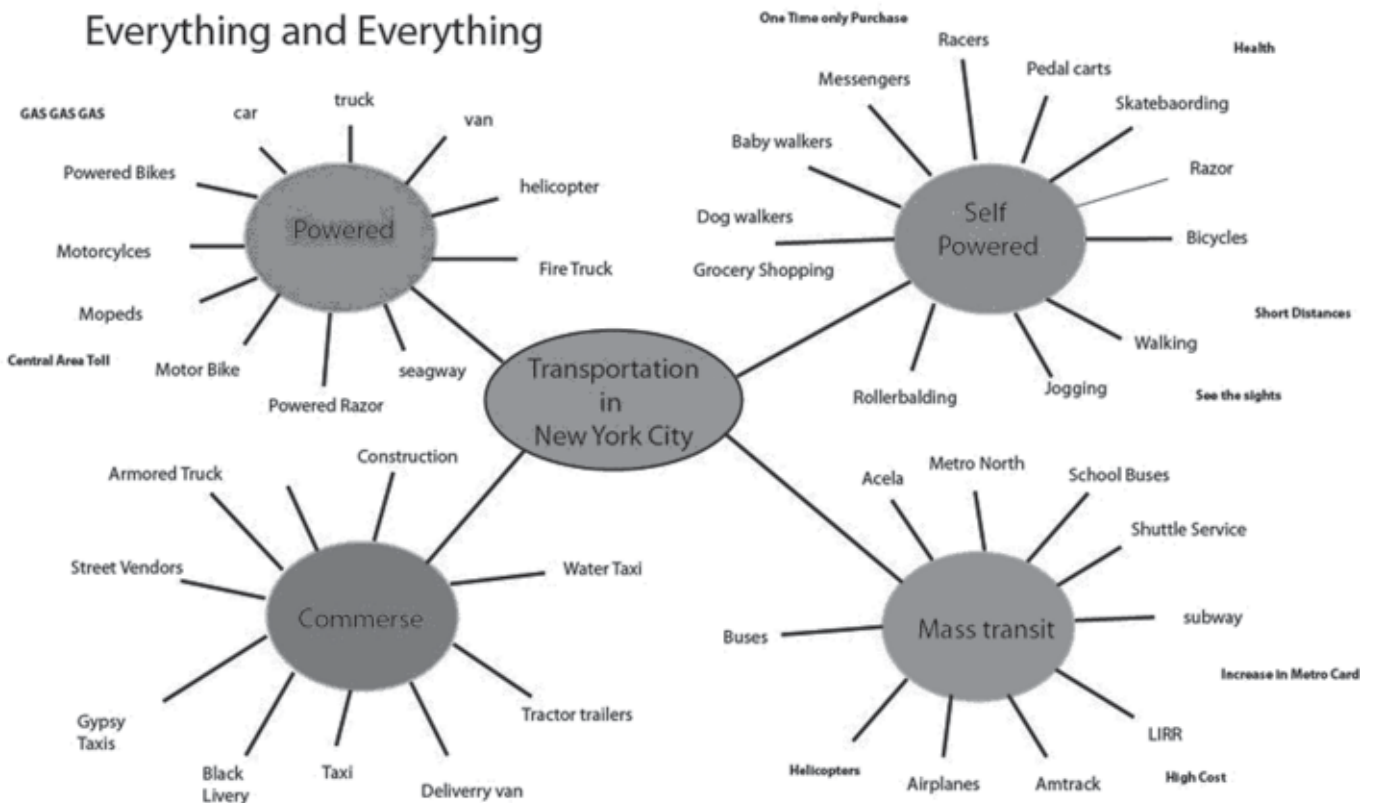 Everything and Everything
GAS GAS GAS
car
truck
van
Powered Bikes
helicopter
Powered
Motorcylces
Fire Truck
Mopeds
Central Area Toll
Motor Bike
seagway
Powered Razor
One Time only Purchase
Racers
Health
Messengers
Pedal carts
Skatebaording
Baby walkers
Razor
Dog walkers
Self
Powered
Bicycles
Grocery Shopping
Short Distances
Walking
Rollerbalding
Jogging
See the sights
Transportation
in
New York City
Construction
Armored Truck
Street Vendors
Water Taxi
Commerse
Tractor trailers
Gypsy
Taxis
Black
Livery
Taxi
Deliverry van
Acela
Metro North
School Buses
Shuttle Service
subway
Buses
Mass transit
Increase in Metro Card
LIRR
Helicopters
Airplanes
Amtrack
High Cost